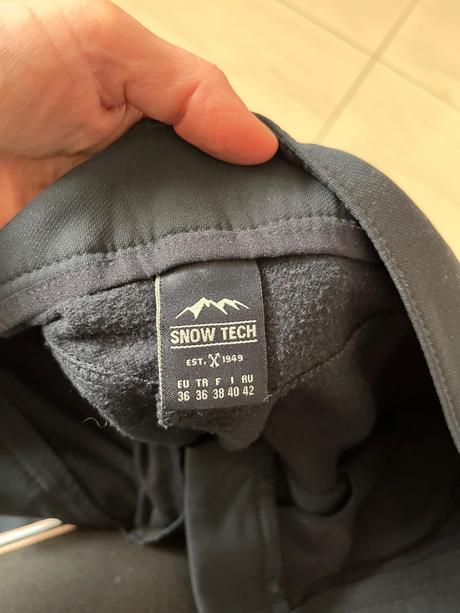 SNOW TECH
EST. 1949
EU TR F I RU
36 36 38 40 42